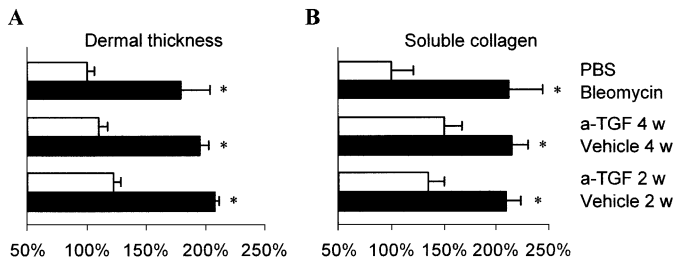 A
Dermal thickness
*
*
*
50% 100% 150% 200% 250%
B
Soluble collagen
*
*
*
50% 100% 150% 200% 250%
PBS
Bleomycin
a-TGF 4 w
Vehicle 4 w
a-TGF 2 w
Vehicle 2 w